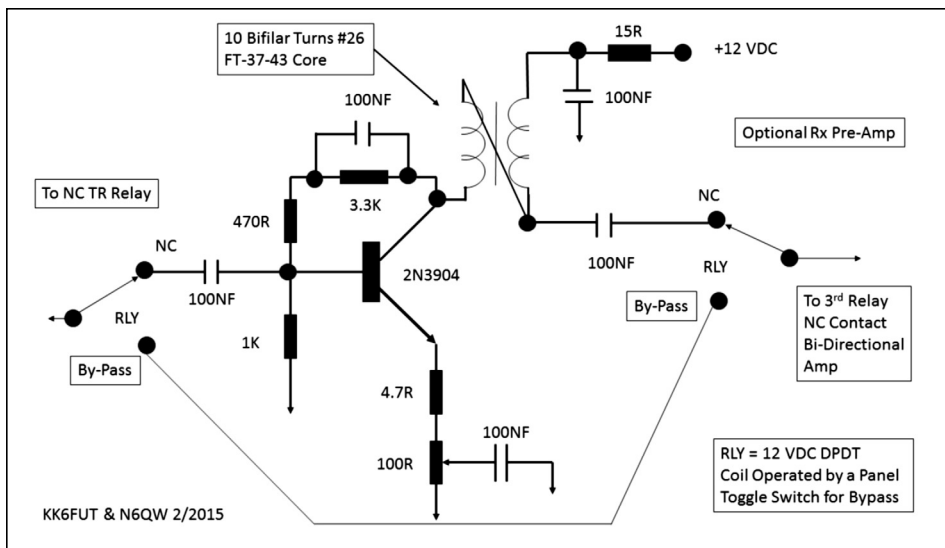 10 Bifilar Turns #26
FT-37-43 Core
15R
+12 VDC
100NF
100NF
Optional Rx Pre-Amp
To NC TR Relay
3.3K
470R
NC
NC
2N3904
100NF
100NF
RLY
RLY
By-Pass
To 3rd Relay
NC Contact
Bi-Directional
Amp
1K
By-Pass
4.7R
100NF
100R
RLY = 12 VDC DPDT
Coil Operated by a Panel
Toggle Switch for Bypass
KK6FUT & N6QW 2/2015